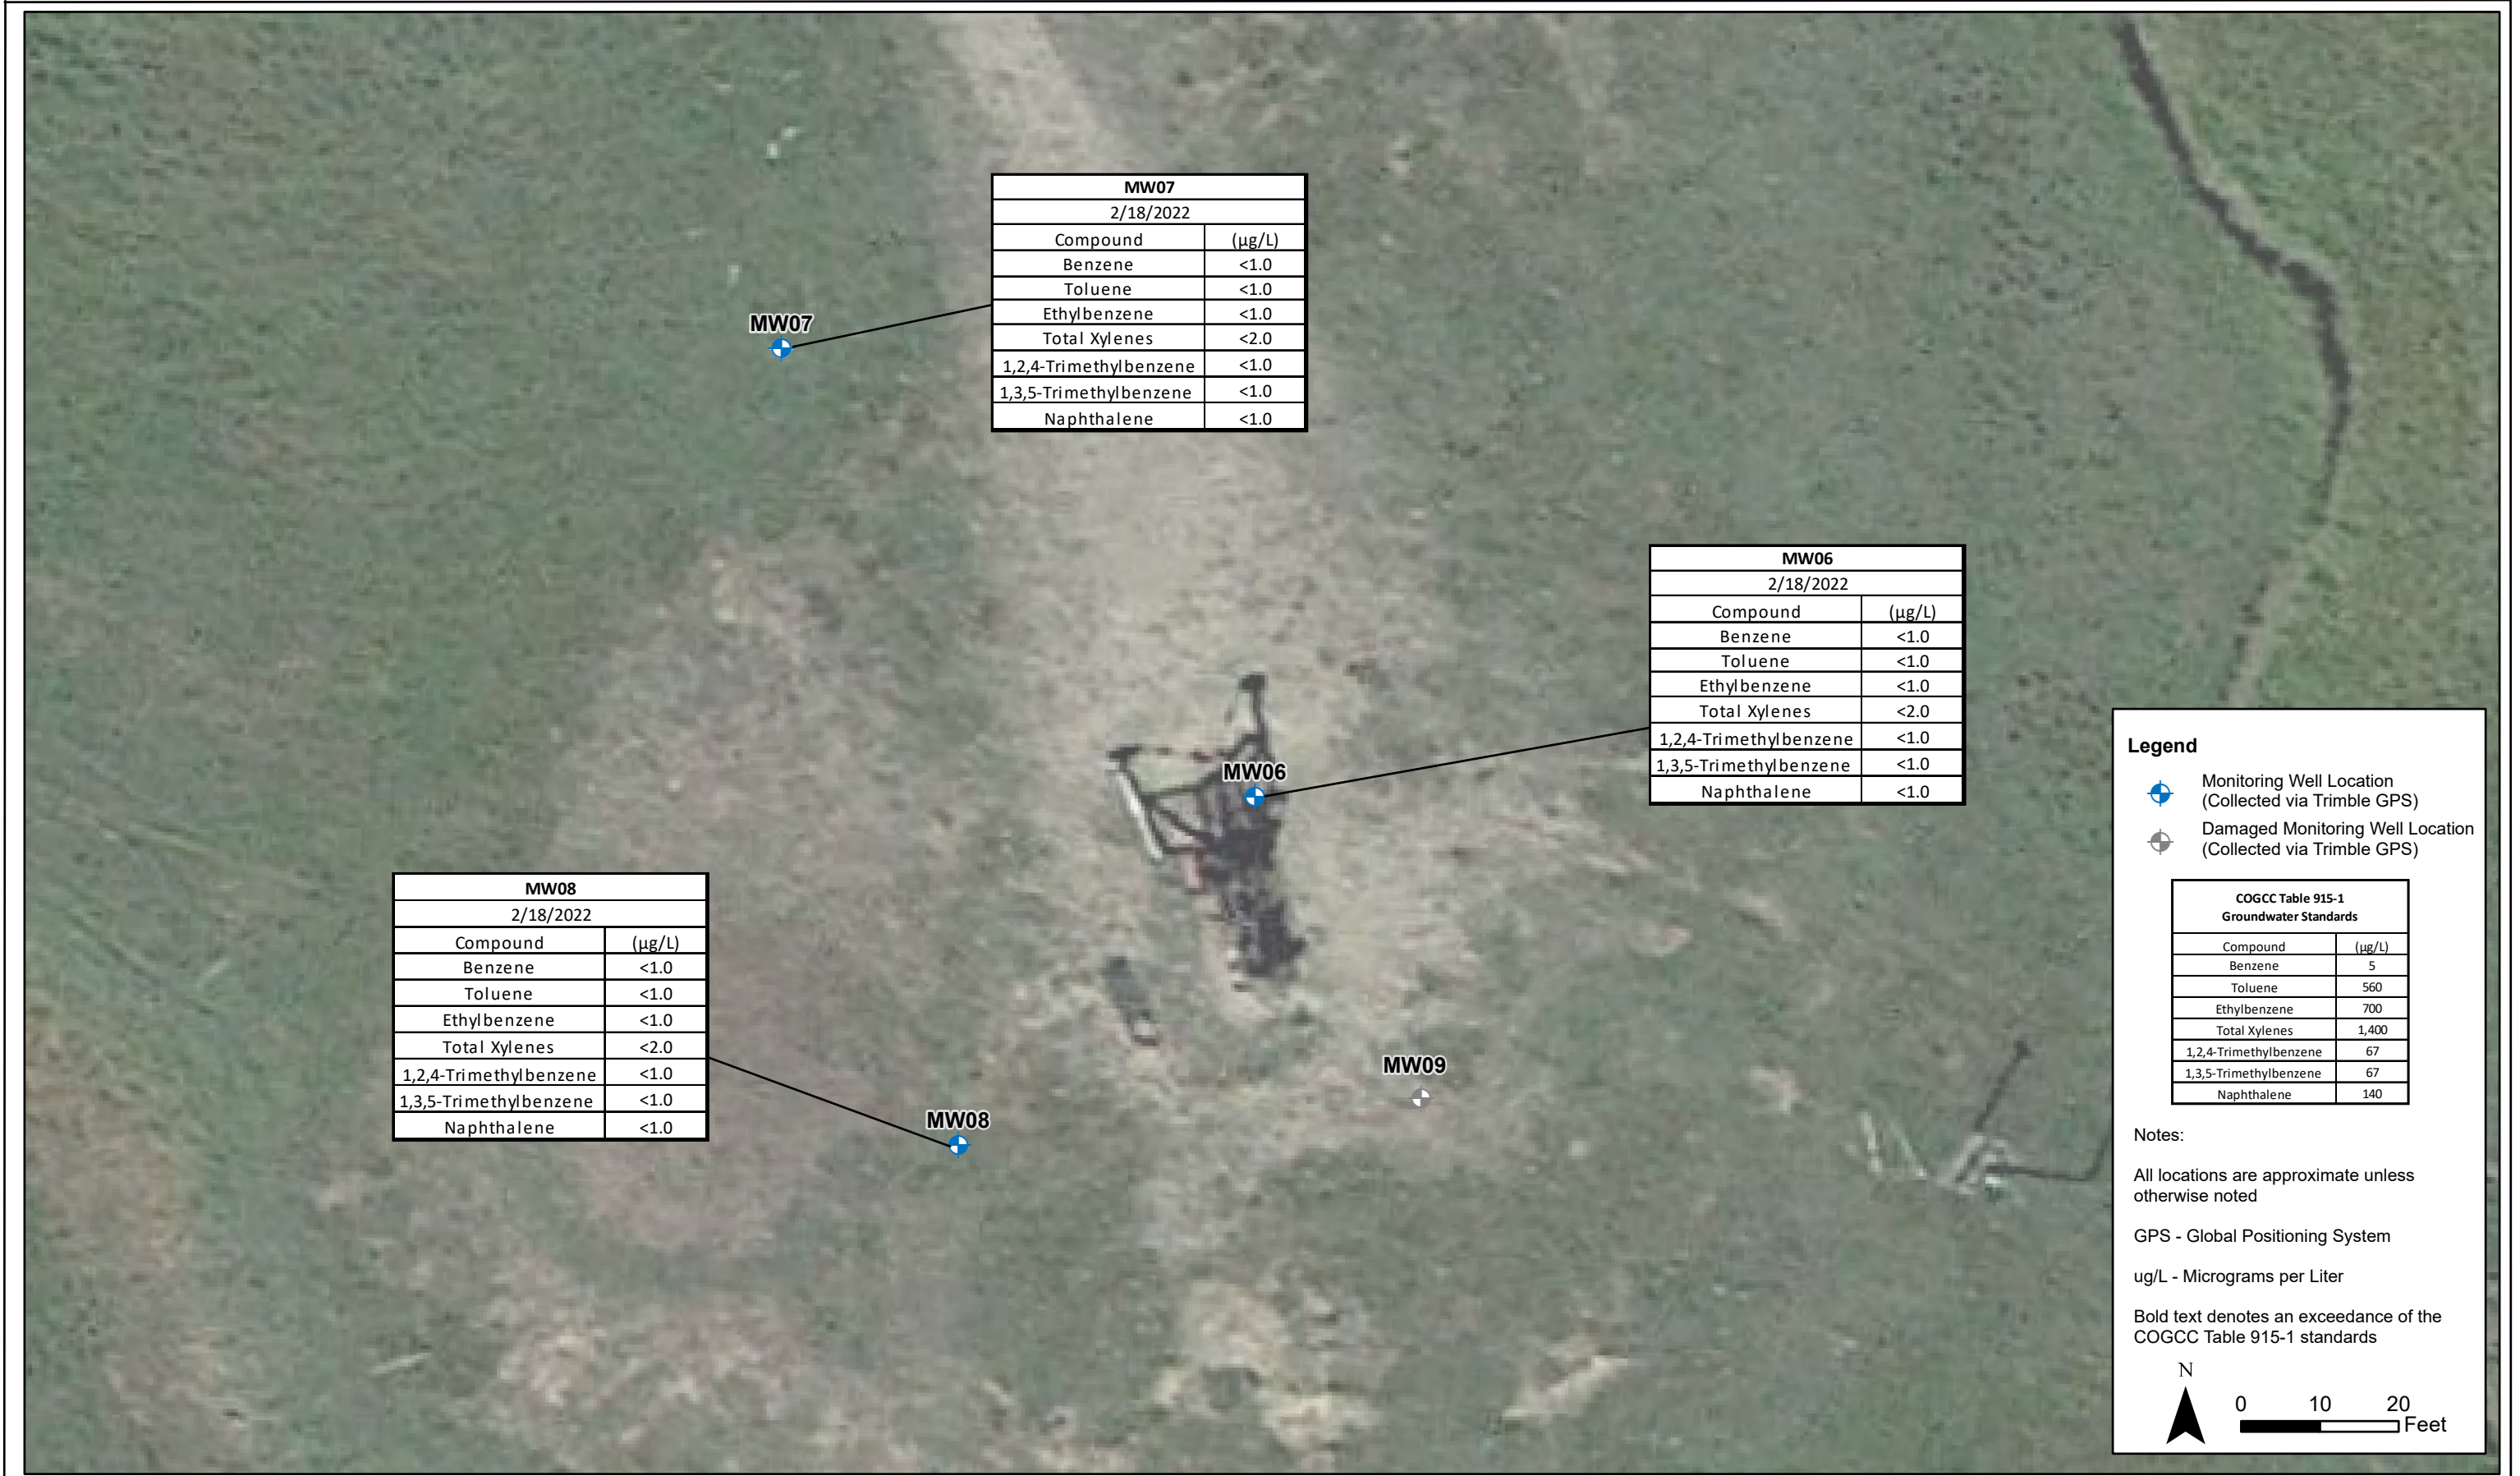 MW07
2/18/2022
Compound (µg/L)
Benzene <1.0
Toluene <1.0
Ethylbenzene <1.0
Total Xylenes <2.0
1,2,4-Trimethylbenzene <1.0
1,3,5-Trimethylbenzene <1.0
Naphthalene <1.0
MW07
MW06
2/18/2022
Compound (µg/L)
Benzene <1.0
Toluene <1.0
Ethylbenzene <1.0
Total Xylenes <2.0
1,2,4-Trimethylbenzene <1.0
1,3,5-Trimethylbenzene <1.0
Naphthalene <1.0
MW06
MW08
2/18/2022
Compound (µg/L)
Benzene <1.0
Toluene <1.0
Ethylbenzene <1.0
Total Xylenes <2.0
1,2,4-Trimethylbenzene <1.0
1,3,5-Trimethylbenzene <1.0
Naphthalene <1.0
MW08
MW09
Legend
Monitoring Well Location
(Collected via Trimble GPS)
Damaged Monitoring Well Location
(Collected via Trimble GPS)
COGCC Table 915-1
Groundwater Standards
Compound (µg/L)
Benzene 5
Toluene 560
Ethylbenzene 700
Total Xylenes 1,400
1,2,4-Trimethylbenzene 67
1,3,5-Trimethylbenzene 67
Naphthalene 140
Notes:
All locations are approximate unless
otherwise noted
GPS - Global Positioning System
ug/L - Micrograms per Liter
Bold text denotes an exceedance of the
COGCC Table 915-1 standards
N
0 10 20
Feet